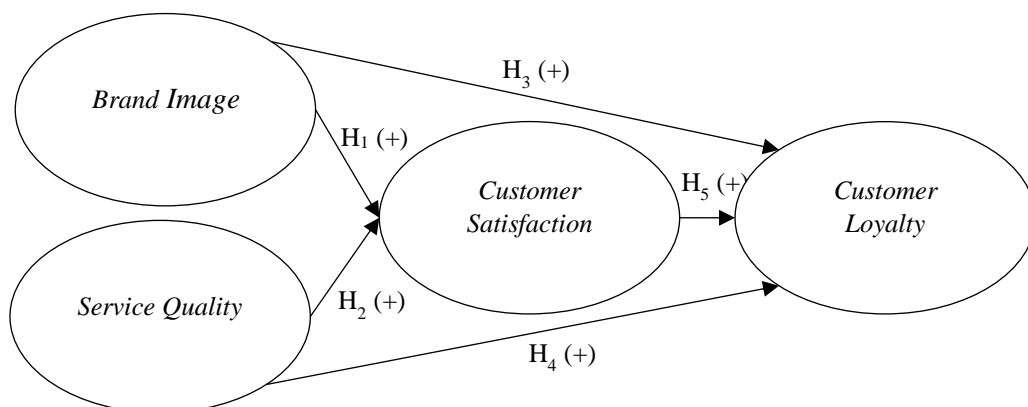 H₃ (+)
Brand Image
H₁ (+)
Customer
Satisfaction
H₅ (+)
Customer
Loyalty
Service Quality
H₂ (+)
H₄ (+)